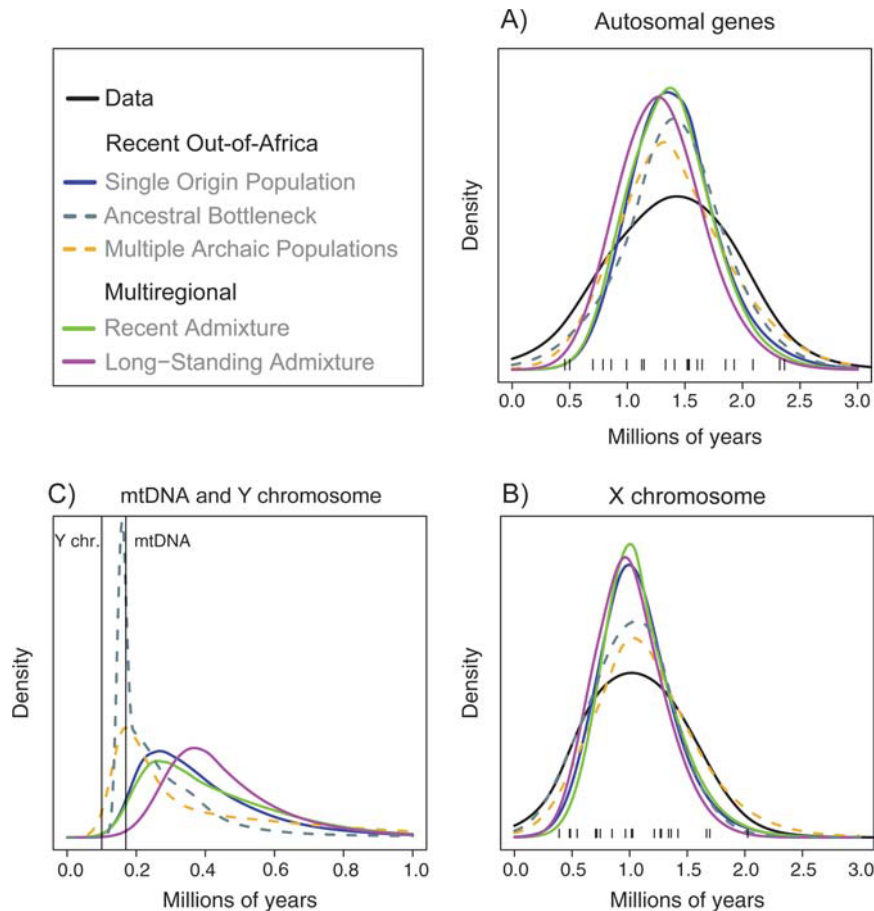 Data
Recent Out-of-Africa
Single Origin Population
Ancestral Bottleneck
Multiple Archaic Populations
Multiregional
Recent Admixture
Long-Standing Admixture
A)
Autosomal genes
Density
0.0 0.5 1.0 1.5 2.0 2.5 3.0
Millions of years
C)
mtDNA and Y chromosome
Y chr.
mtDNA
Density
0.0 0.2 0.4 0.6 0.8 1.0
Millions of years
B)
X chromosome
Density
0.0 0.5 1.0 1.5 2.0 2.5 3.0
Millions of years